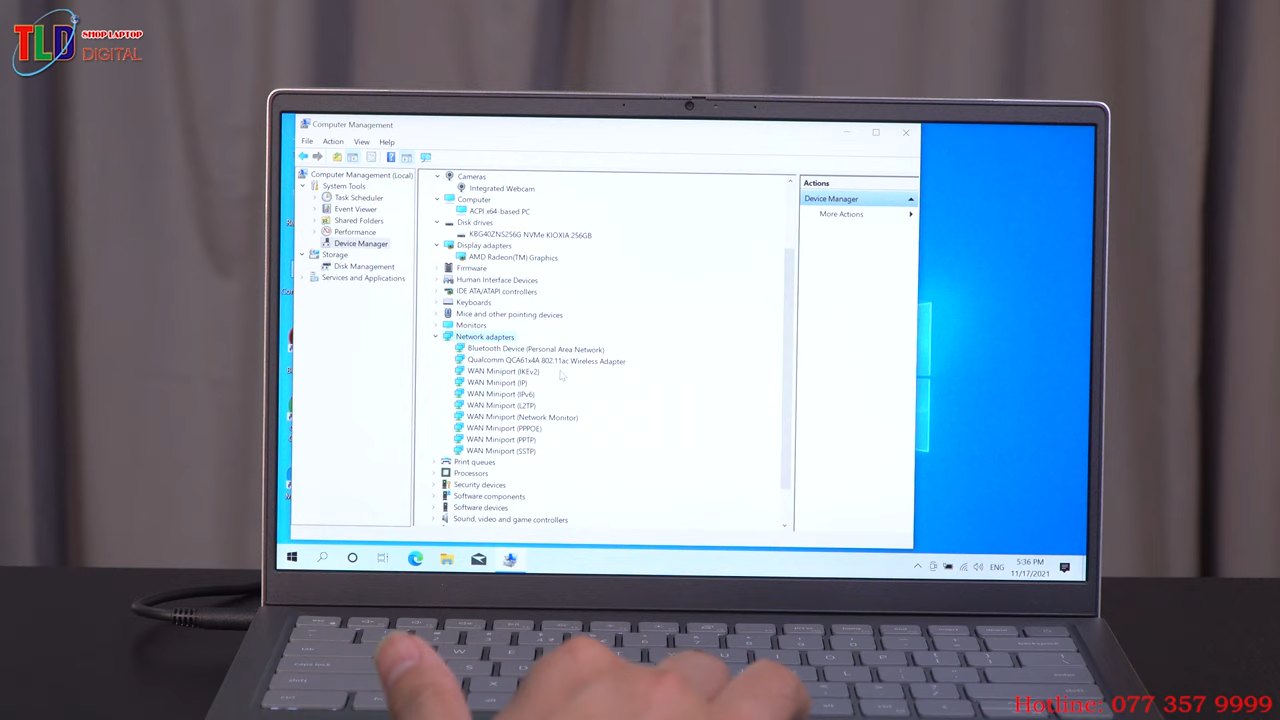 TLD
SHOP LAPTOP
DIGITAL
Computer Management
File Action View Help
Computer Management (Local)
System Tools
Task Scheduler
Event Viewer
Shared Folders
Performance
Device Manager
Storage
Disk Management
Services and Applications
Cameras
Integrated Webcam
Computer
ACPI x64-based PC
Disk drives
KBG40ZNS256G NVMe KIOXIA 256GB
Display adapters
AMD Radeon(TM) Graphics
Firmware
Human Interface Devices
IDE ATA/ATAPI controllers
Keyboards
Mice and other pointing devices
Monitors
Network adapters
Bluetooth Device (Personal Area Network)
Qualcomm QCA61x4A 802.11ac Wireless Adapter
WAN Miniport (IKEv2)
WAN Miniport (IP)
WAN Miniport (IPv6)
WAN Miniport (L2TP)
WAN Miniport (Network Monitor)
WAN Miniport (PPPOE)
WAN Miniport (PPTP)
WAN Miniport (SSTP)
Print queues
Processors
Security devices
Software components
Software devices
Sound, video and game controllers
Actions
Device Manager
More Actions
ENG
5:36 PM
11/17/2021
Hotline: 077 357 9999